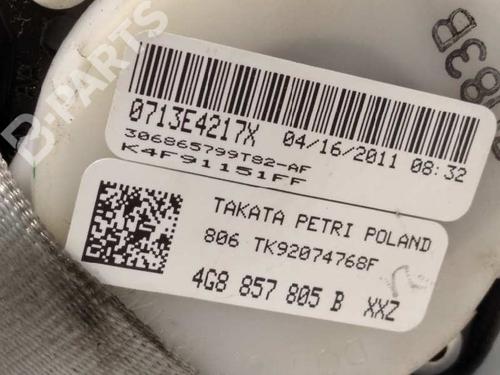 B-PARTS
83B
0713E4217X 04/16/2011 08:32
306865799T82-AF
K4F91151FF
TAKATA PETRI POLAND
806 TK92074768F
4G8 857 805 B XXZ